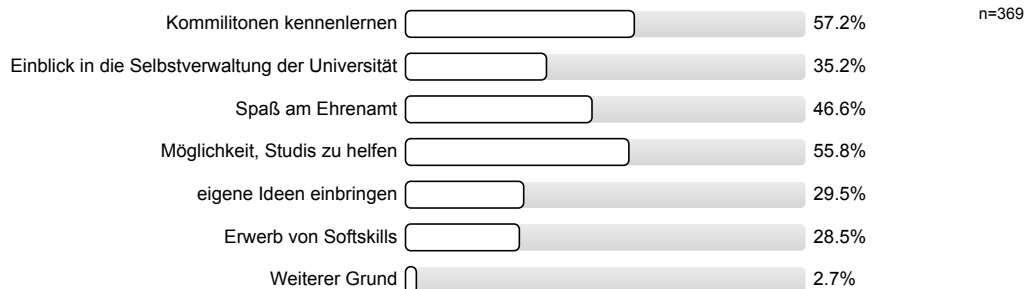 Kommilitonen kennenlernen 57.2% n=369
Einblick in die Selbstverwaltung der Universität 35.2%
Spaß am Ehrenamt 46.6%
Möglichkeit, Studis zu helfen 55.8%
eigene Ideen einbringen 29.5%
Erwerb von Softskills 28.5%
Weiterer Grund 2.7%